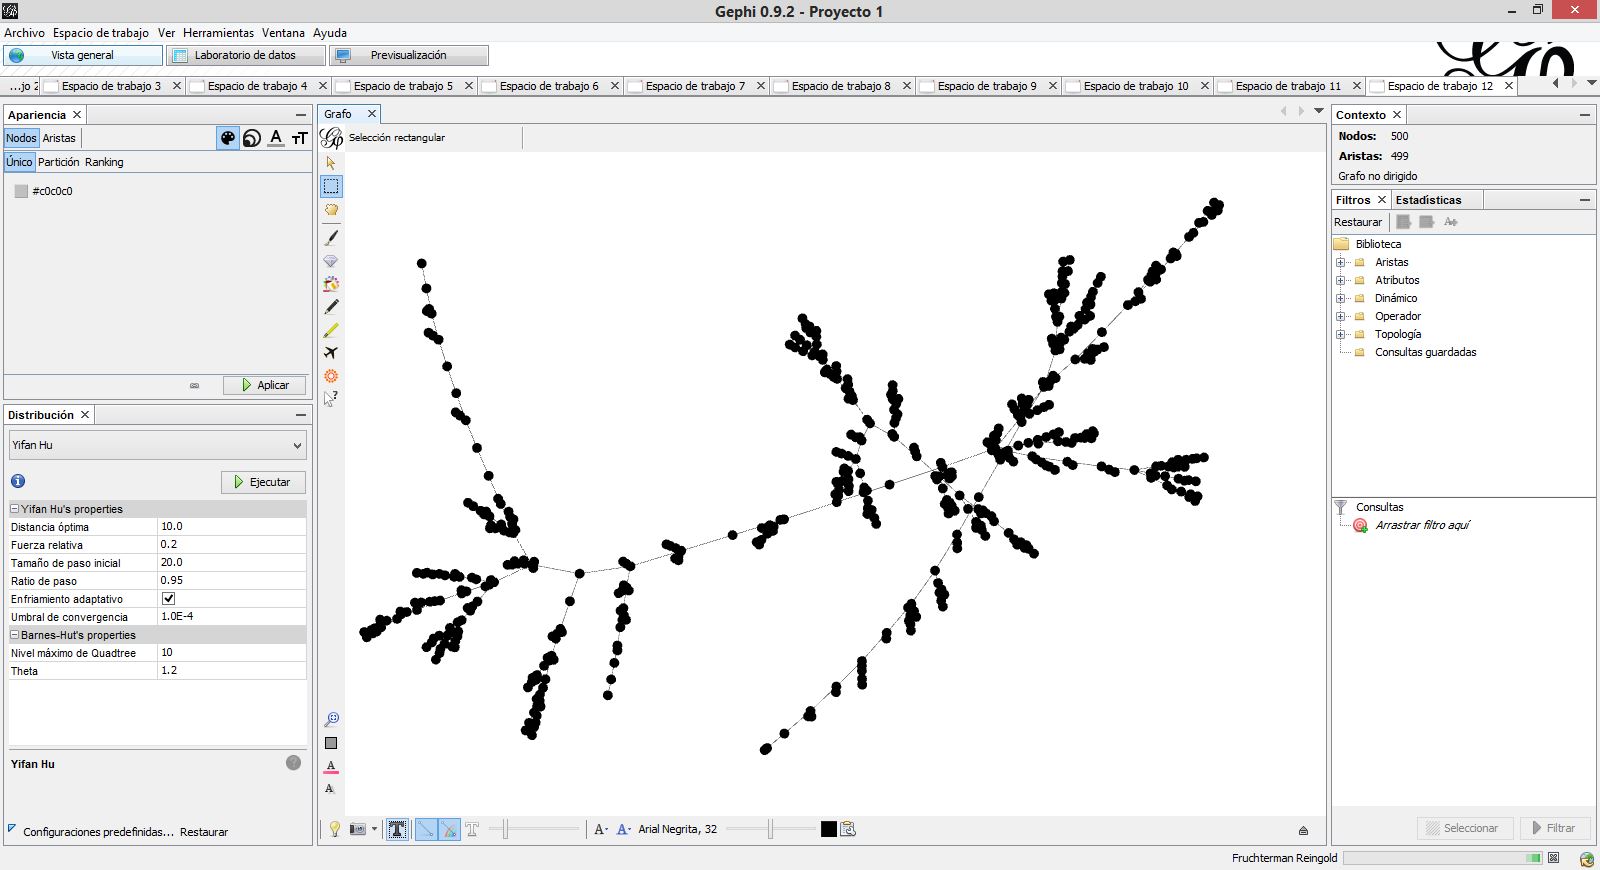 Gephi 0.9.2 - Proyecto 1
Archivo Espacio de trabajo Ver Herramientas Ventana Ayuda
Vista general Laboratorio de datos Previsualización
...jo 2 Espacio de trabajo 3 Espacio de trabajo 4 Espacio de trabajo 5 Espacio de trabajo 6 Espacio de trabajo 7 Espacio de trabajo 8 Espacio de trabajo 9 Espacio de trabajo 10 Espacio de trabajo 11 Espacio de trabajo 12
Apariencia
Nodos Aristas
Único Partición Ranking
#c0c0c0
Aplicar
Distribución
Yifan Hu
Ejecutar
Yifan Hu's properties
Distancia óptima 10.0
Fuerza relativa 0.2
Tamaño de paso inicial 20.0
Ratio de paso 0.95
Enfriamiento adaptativo
Umbral de convergencia 1.0E-4
Barnes-Hut's properties
Nivel máximo de Quadtree 10
Theta 1.2
Yifan Hu
Configuraciones predefinidas... Restaurar
Grafo
Selección rectangular
Arial Negrita, 32
Contexto
Nodos: 500
Aristas: 499
Grafo no dirigido
Filtros Estadísticas
Restaurar
Biblioteca
Aristas
Atributos
Dinámico
Operador
Topología
Consultas guardadas
Consultas
Arrastrar filtro aquí
Seleccionar Filtrar
Fruchterman Reingold